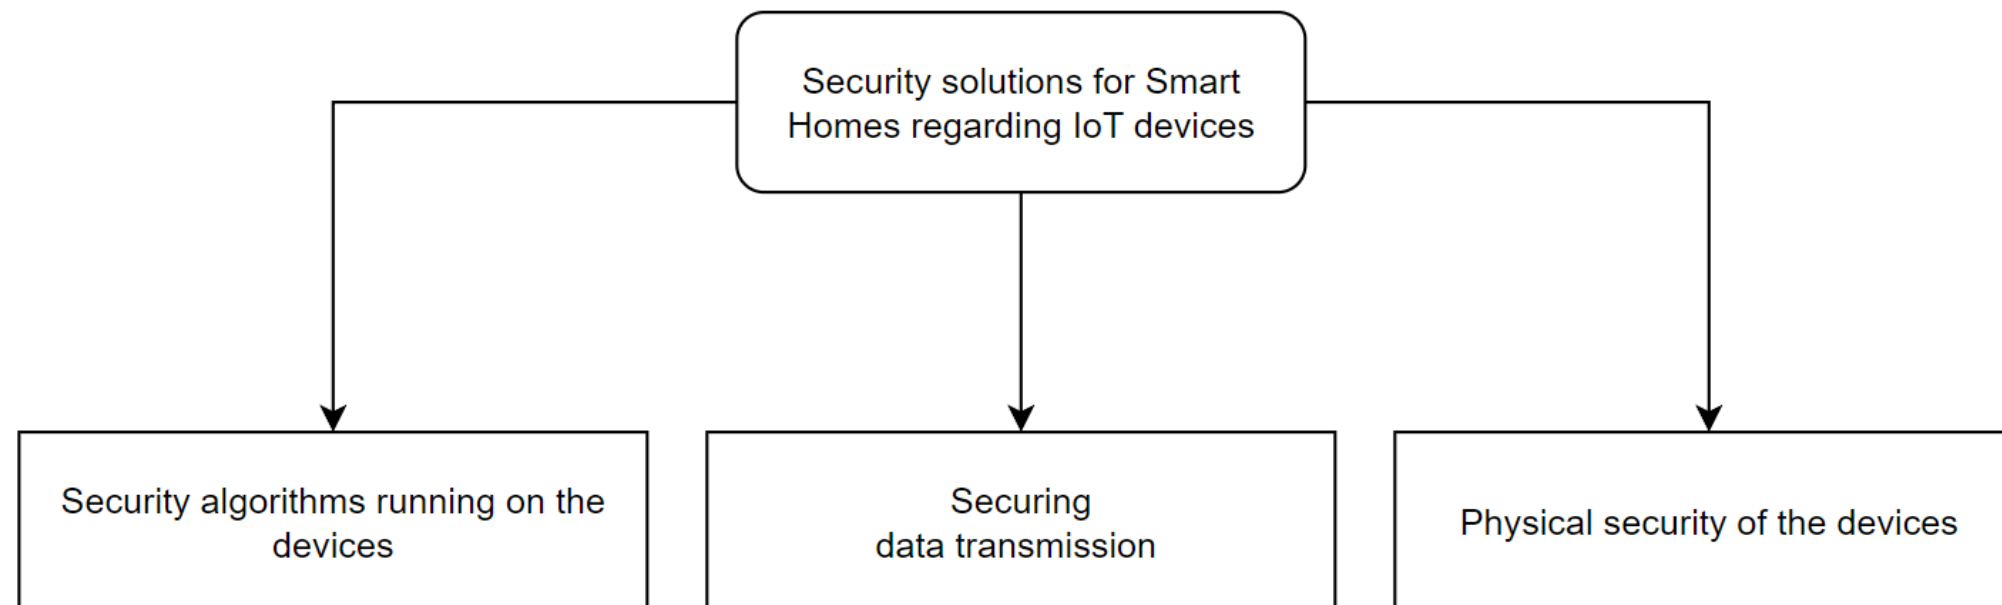 Security solutions for Smart
Homes regarding IoT devices
Security algorithms running on the
devices
Securing
data transmission
Physical security of the devices